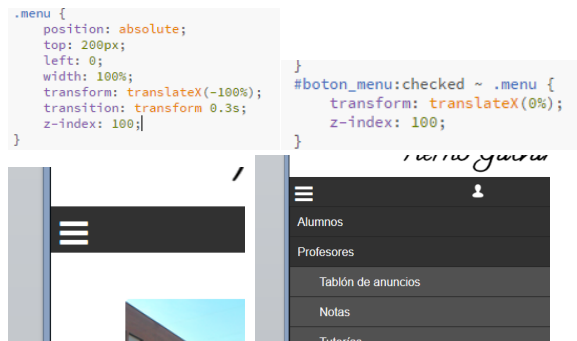 .menu {
    position: absolute;
    top: 200px;
    left: 0;
    width: 100%;
    transform: translateX(-100%);
    transition: transform 0.3s;
    z-index: 100;
}
}
#boton_menu:checked ~ .menu {
    transform: translateX(0%);
    z-index: 100;
}
Alumnos
Profesores
Tablón de anuncios
Notas
Tutorías